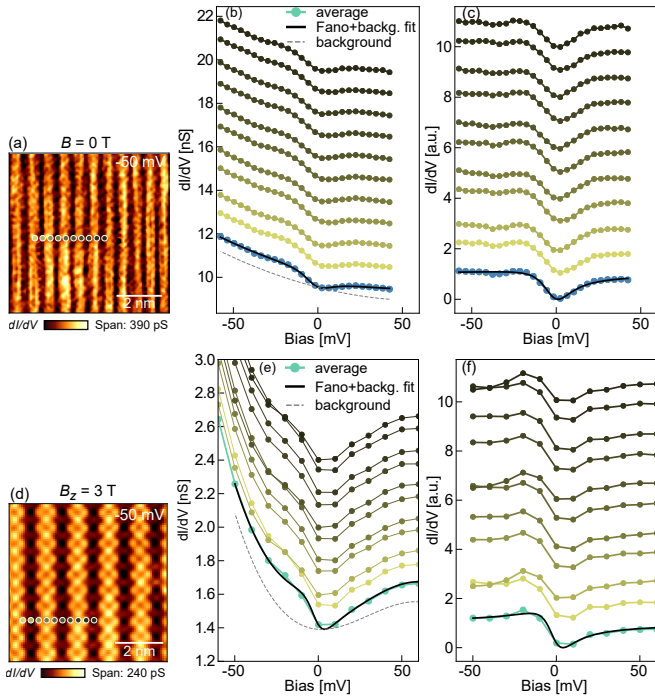 (a)
B = 0 T
-50 mV
2 nm
dI/dV
Span: 390 pS
(b)
average
Fano+backg. fit
background
22
20
18
16
14
12
10
dI/dV [nS]
-50
0
50
Bias [mV]
(c)
10
8
6
4
2
0
dI/dV [a.u.]
-50
0
50
Bias [mV]
(d)
Bz = 3 T
-50 mV
2 nm
dI/dV
Span: 240 pS
(e)
average
Fano+backg. fit
background
3.0
2.8
2.6
2.4
2.2
2.0
1.8
1.6
1.4
1.2
dI/dV [nS]
-50
0
50
Bias [mV]
(f)
10
8
6
4
2
0
dI/dV [a.u.]
-50
0
50
Bias [mV]